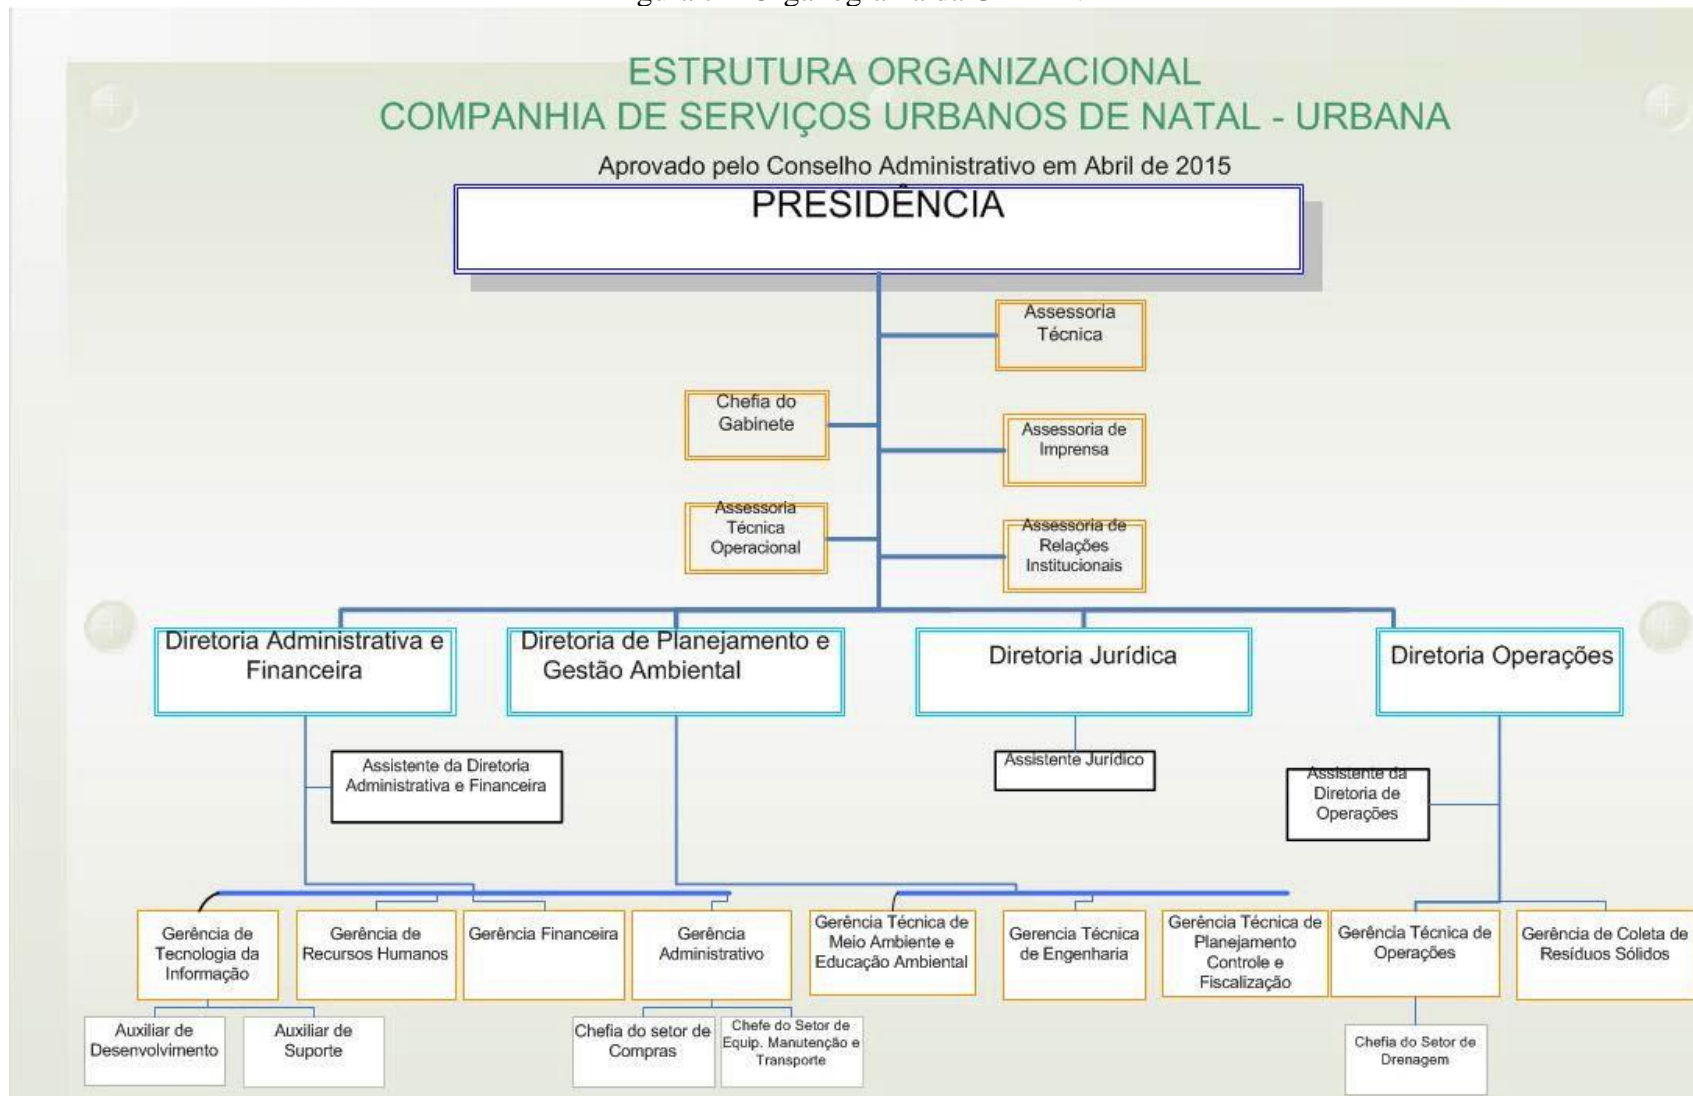 ESTRUTURA ORGANIZACIONAL
COMPANHIA DE SERVIÇOS URBANOS DE NATAL - URBANA
Aprovado pelo Conselho Administrativo em Abril de 2015
PRESIDÊNCIA
Assessoria
Técnica
Chefia do
Gabinete
Assessoria de
Imprensa
Assessoria
Técnica
Operacional
Assessoria de
Relações
Institucionais
Diretoria Administrativa e
Financeira
Diretoria de Planejamento e
Gestão Ambiental
Diretoria Jurídica
Diretoria Operações
Assistente da Diretoria
Administrativa e Financeira
Assistente Jurídico
Assistente da
Diretoria de
Operações
Gerência de
Tecnologia da
Informação
Gerência de
Recursos Humanos
Gerência Financeira
Gerência
Administrativo
Gerência Técnica de
Meio Ambiente e
Educação Ambiental
Gerencia Técnica
de Engenharia
Gerência Técnica de
Planejamento
Controle e
Fiscalização
Gerência Técnica de
Operações
Gerência de Coleta de
Resíduos Sólidos
Auxiliar de
Desenvolvimento
Auxiliar de
Suporte
Chefia do setor de
Compras
Chefe do Setor de
Equip. Manutenção e
Transporte
Chefia do Setor de
Drenagem